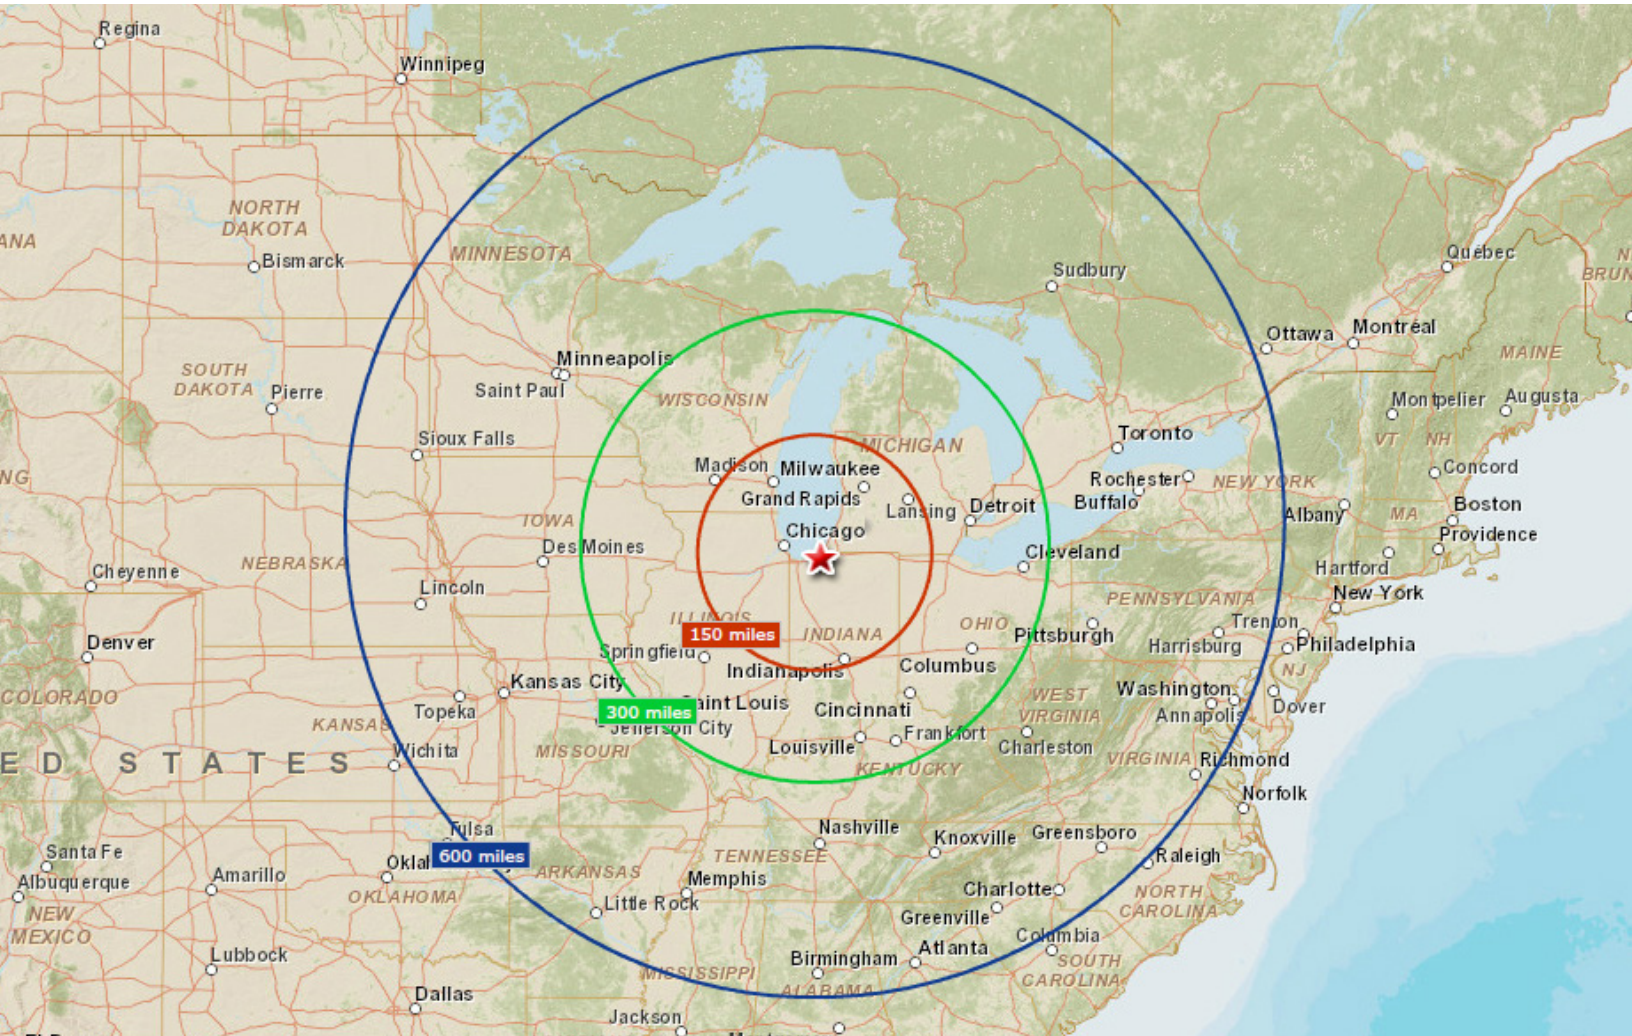 Regina
Winnipeg
NORTH
DAKOTA
ANA
MINNESOTA
Bismarck
Québec
Sudbury
BRUN
Ottawa
Montréal
Minneapolis
MAINE
SOUTH
DAKOTA
Saint Paul
Pierre
WISCONSIN
Montpelier
Augusta
Sioux Falls
Toronto
MICHIGAN
VT
NH
Madison
Milwaukee
Concord
NG
Rochester
NEW YORK
Grand Rapids
Lansing
Detroit
Buffalo
Boston
Albany
MA
IOWA
Chicago
Providence
Des Moines
Cleveland
NEBRASKA
Cheyenne
Hartford
Lincoln
PENNSYLVANIA
New York
ILLINOIS
150 miles
INDIANA
OHIO
Pittsburgh
Trenton
Denver
Springfield
Harrisburg
Philadelphia
Indianapolis
Columbus
NJ
COLORADO
Kansas City
Washington
WEST
VIRGINIA
Topeka
300 miles
aint Louis
Cincinnati
Annapolis
Dover
KANSAS
Jefferson City
Frankfort
Wichita
MISSOURI
Louisville
Charleston
ED STATES
KENTUCKY
VIRGINIA
Richmond
Norfolk
Tulsa
Nashville
Knoxville
Greensboro
Santa Fe
600 miles
TENNESSEE
Raleigh
Oklah
Albuquerque
Amarillo
ARKANSAS
Memphis
Charlotte
NORTH
CAROLINA
OKLAHOMA
Little Rock
NEW
MEXICO
Greenville
Columbia
Lubbock
Birmingham
Atlanta
MISSISSIPPI
SOUTH
CAROLINA
ALABAMA
Dallas
Jackson